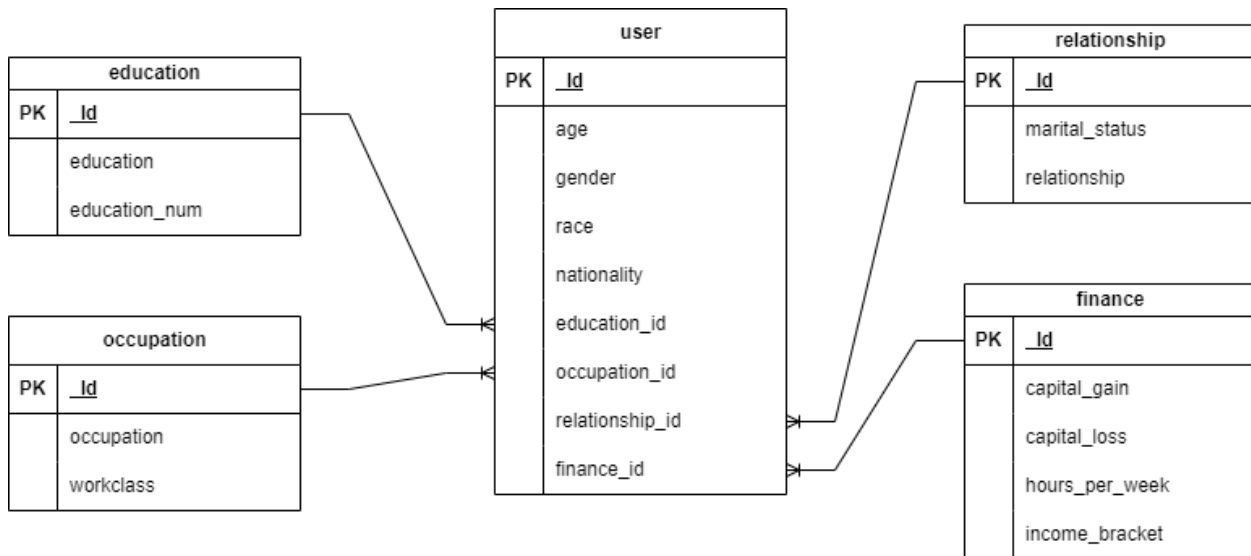 education
PK _Id
education
education_num
occupation
PK _Id
occupation
workclass
user
PK _Id
age
gender
race
nationality
education_id
occupation_id
relationship_id
finance_id
relationship
PK _Id
marital_status
relationship
finance
PK _Id
capital_gain
capital_loss
hours_per_week
income_bracket